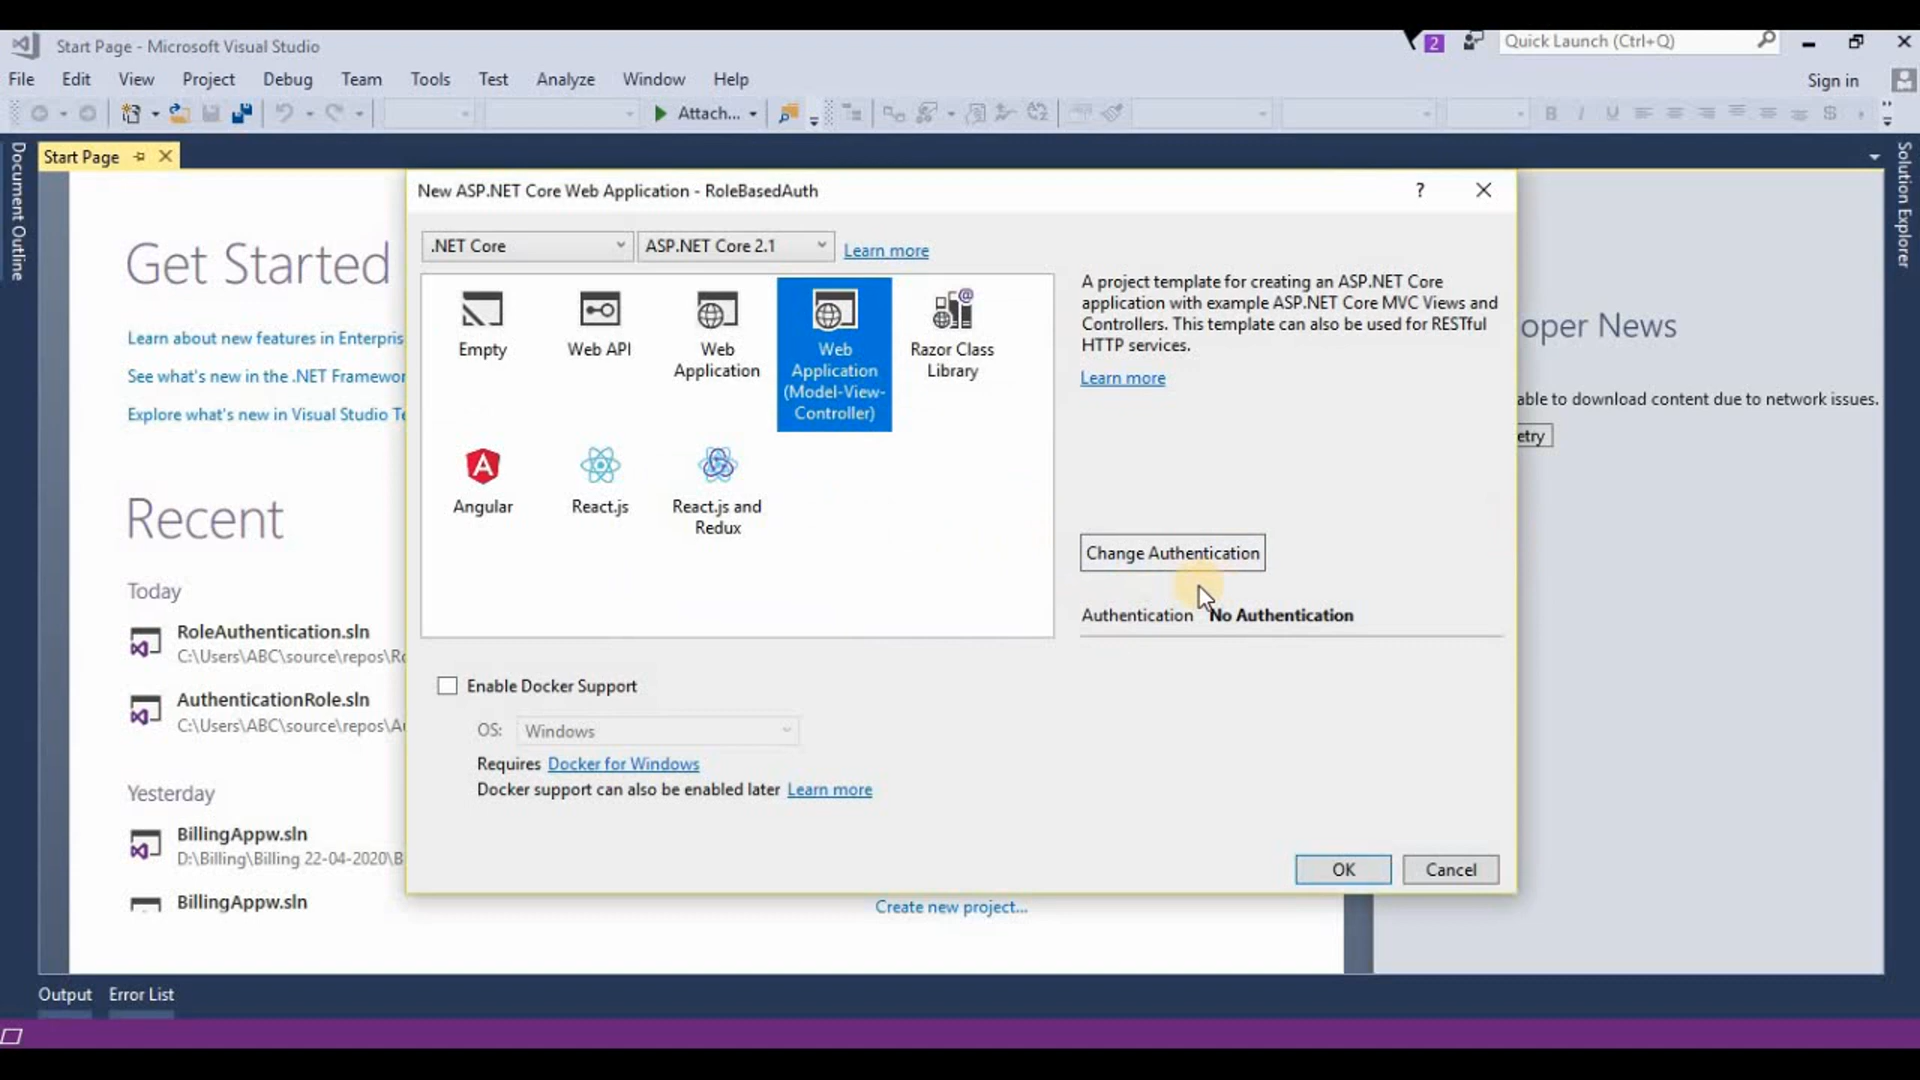 Start Page - Microsoft Visual Studio
2
Quick Launch (Ctrl+Q)
File Edit View Project Debug Team Tools Test Analyze Window Help
Sign in
Attach...
B I U
Document Outline
Start Page
Solution Explorer
New ASP.NET Core Web Application - RoleBasedAuth
?
.NET Core
ASP.NET Core 2.1
Learn more
Empty
Web API
Web
Application
Web
Application
(Model-View-
Controller)
Razor Class
Library
Angular
React.js
React.js and
Redux
A project template for creating an ASP.NET Core
application with example ASP.NET Core MVC Views and
Controllers. This template can also be used for RESTful
HTTP services.
Learn more
Change Authentication
Authentication No Authentication
Enable Docker Support
OS: Windows
Requires Docker for Windows
Docker support can also be enabled later Learn more
OK
Cancel
Get Started
Learn about new features in Enterpris
See what's new in the .NET Framewor
Explore what's new in Visual Studio Te
Recent
Today
RoleAuthentication.sln
C:\Users\ABC\source\repos\Ro
AuthenticationRole.sln
C:\Users\ABC\source\repos\Au
Yesterday
BillingAppw.sln
D:\Billing\Billing 22-04-2020\B
BillingAppw.sln
Create new project...
oper News
able to download content due to network issues.
etry
Output
Error List